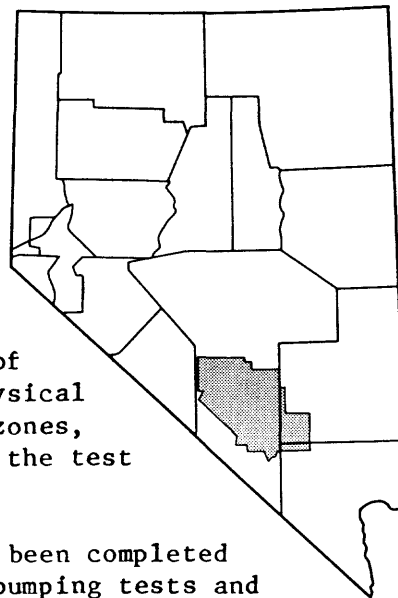 of
ysical
zones,
the test
been completed
pumping tests and